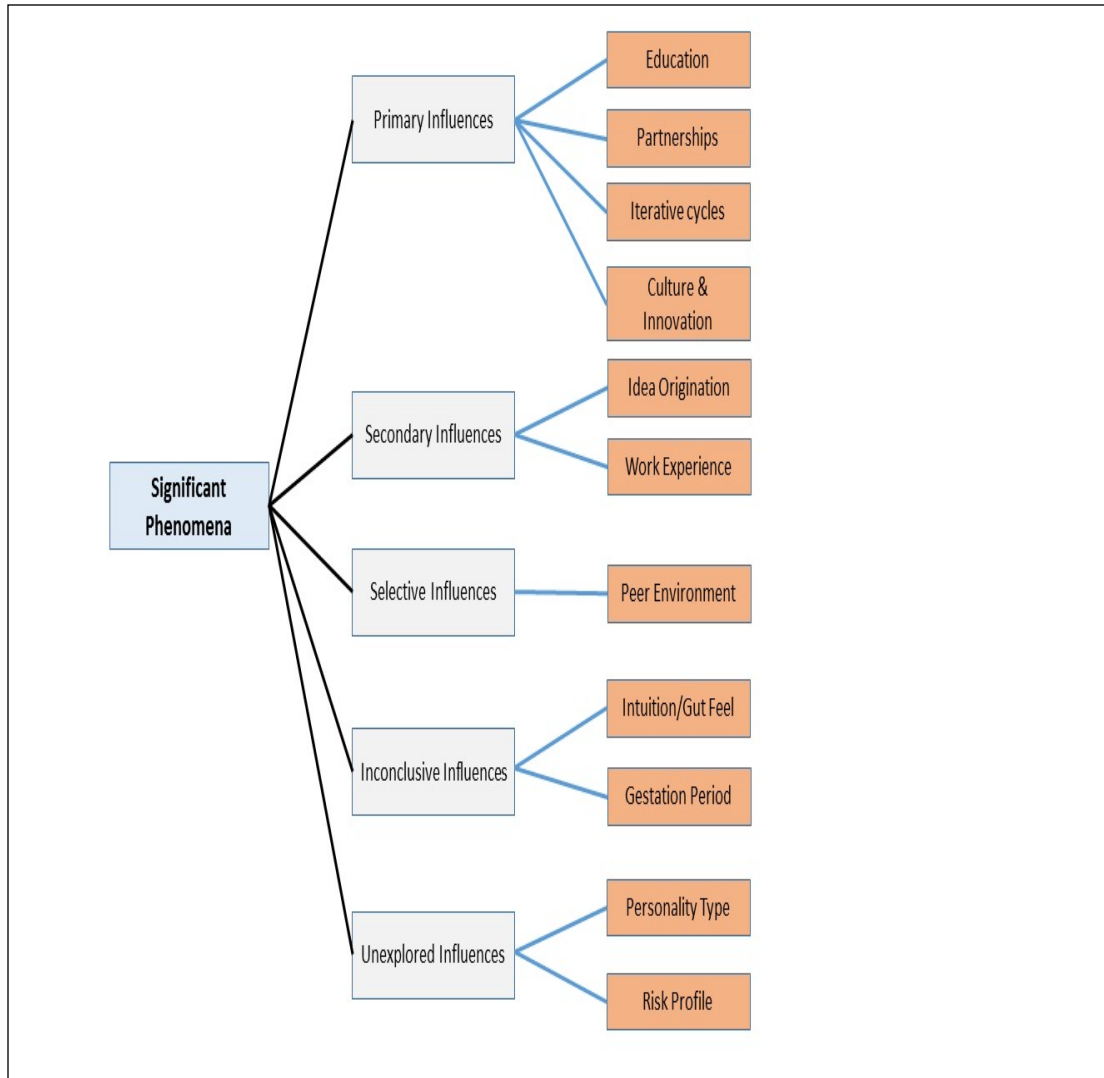 Significant
Phenomena
Primary Influences
Education
Partnerships
Iterative cycles
Culture &
Innovation
Secondary Influences
Idea Origination
Work Experience
Selective Influences
Peer Environment
Inconclusive Influences
Intuition/Gut Feel
Gestation Period
Unexplored Influences
Personality Type
Risk Profile